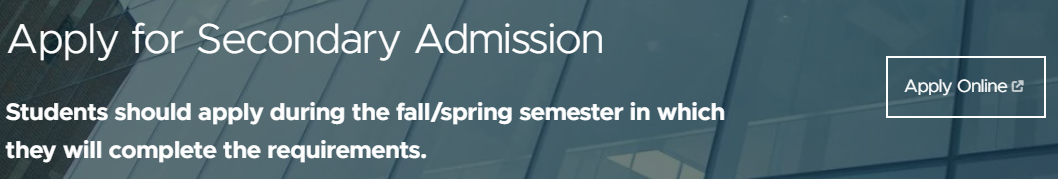 Apply for Secondary Admission
Students should apply during the fall/spring semester in which
they will complete the requirements.
Apply Online